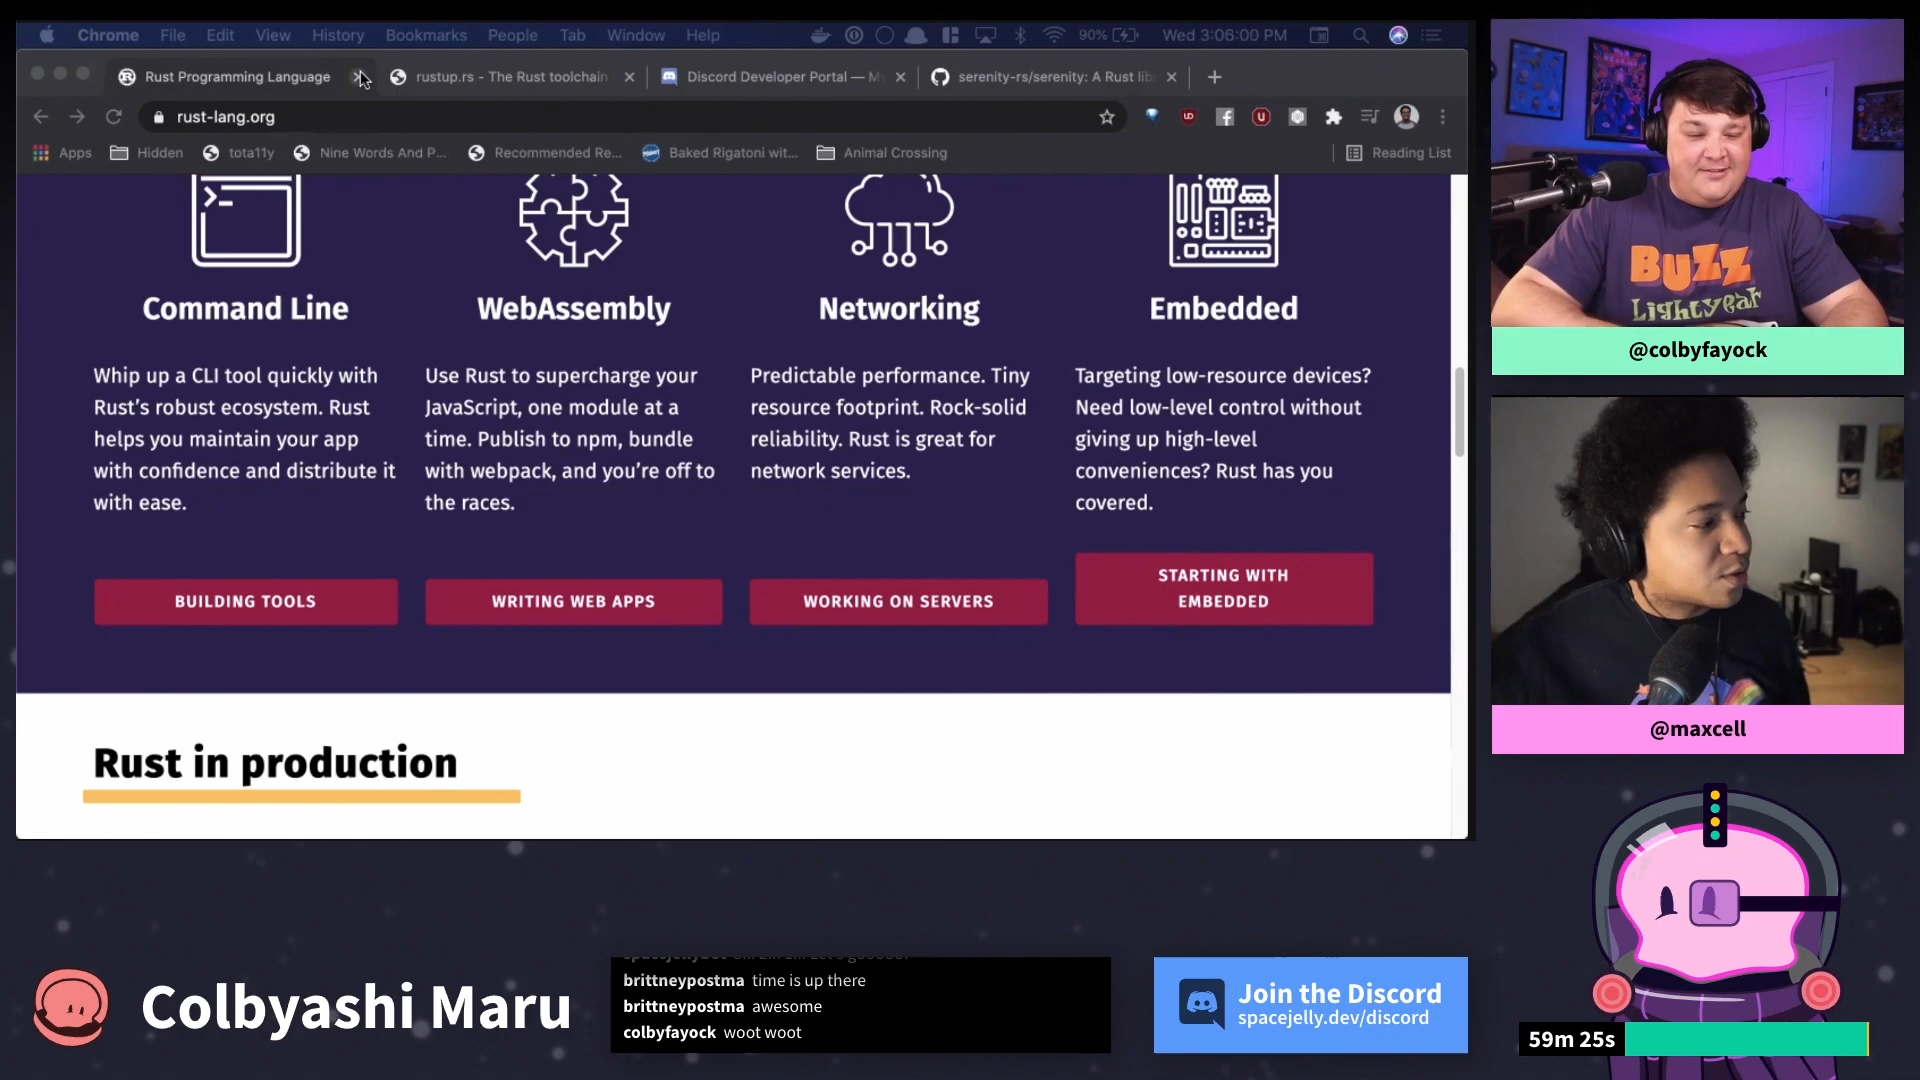 Chrome File Edit View History Bookmarks People Tab Window Help 90% Wed 3:06:00 PM
Rust Programming Language rustup.rs - The Rust toolchain Discord Developer Portal — M serenity-rs/serenity: A Rust lib
rust-lang.org
Apps Hidden tota11y Nine Words And P... Recommended Re... Baked Rigatoni wit... Animal Crossing Reading List
Command Line
Whip up a CLI tool quickly with
Rust's robust ecosystem. Rust
helps you maintain your app
with confidence and distribute it
with ease.
BUILDING TOOLS
WebAssembly
Use Rust to supercharge your
JavaScript, one module at a
time. Publish to npm, bundle
with webpack, and you're off to
the races.
WRITING WEB APPS
Networking
Predictable performance. Tiny
resource footprint. Rock-solid
reliability. Rust is great for
network services.
WORKING ON SERVERS
Embedded
Targeting low-resource devices?
Need low-level control without
giving up high-level
conveniences? Rust has you
covered.
STARTING WITH
EMBEDDED
Rust in production
BUZZ
Lightyear
@colbyfayock
@maxcell
Colbyashi Maru
brittneypostma time is up there
brittneypostma awesome
colbyfayock woot woot
Join the Discord
spacejelly.dev/discord
59m 25s